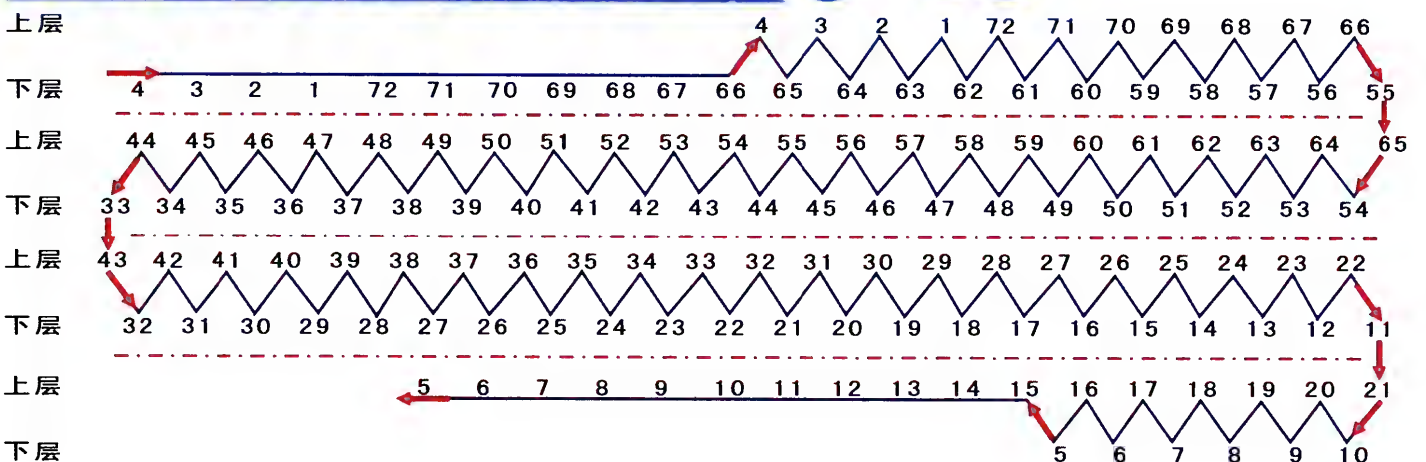 上层 4 3 2 1 72 71 70 69 68 67 66
下层 4 3 2 1 72 71 70 69 68 67 66 65 64 63 62 61 60 59 58 57 56 55
上层 44 45 46 47 48 49 50 51 52 53 54 55 56 57 58 59 60 61 62 63 64 65
下层 33 34 35 36 37 38 39 40 41 42 43 44 45 46 47 48 49 50 51 52 53 54
上层 43 42 41 40 39 38 37 36 35 34 33 32 31 30 29 28 27 26 25 24 23 22
下层 32 31 30 29 28 27 26 25 24 23 22 21 20 19 18 17 16 15 14 13 12 11
上层 5 6 7 8 9 10 11 12 13 14 15 16 17 18 19 20 21
下层 5 6 7 8 9 10